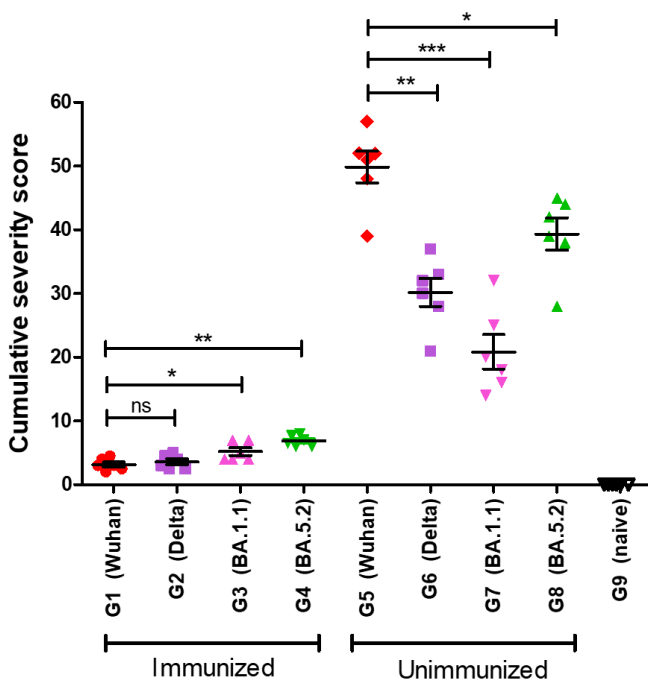 *
***
**
60
50
40
30
20
10
0
Cumulative severity score
**
*
ns
G1 (Wuhan)
G2 (Delta)
G3 (BA.1.1)
G4 (BA.5.2)
G5 (Wuhan)
G6 (Delta)
G7 (BA.1.1)
G8 (BA.5.2)
G9 (naive)
Immunized
Unimmunized